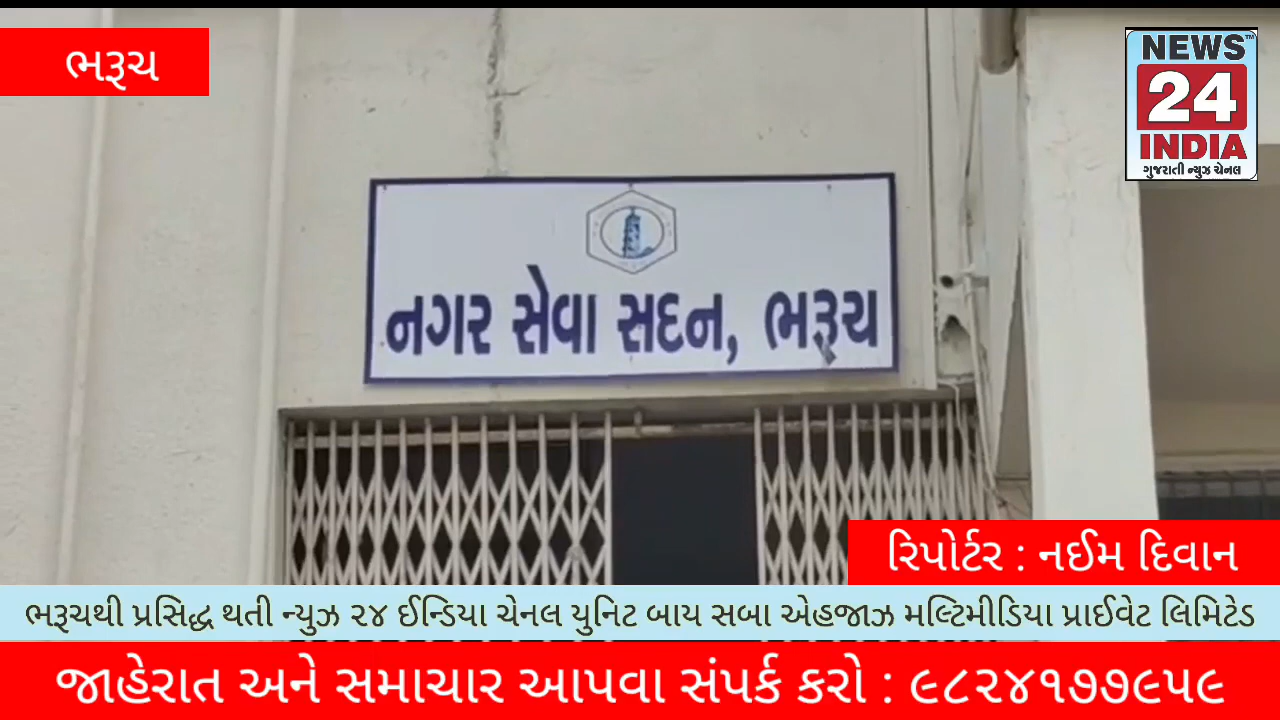 ભરૂચ
NEWS™
24
INDIA
ગુજરાતી ન્યુઝ ચેનલ
નગર સેવા સદન, ભરૂચ
રિપોર્ટર : નઈમ દિવાન
ભરૂચથી પ્રસિદ્ધ થતી ન્યુઝ ૨૪ ઈન્ડિયા ચેનલ યુનિટ બાય સબા એહજાઝ મલ્ટિમીડિયા પ્રાઈવેટ લિમિટેડ
જાહેરાત અને સમાચાર આપવા સંપર્ક કરો : ૯૮૨૪૧૭૭૯૫૯